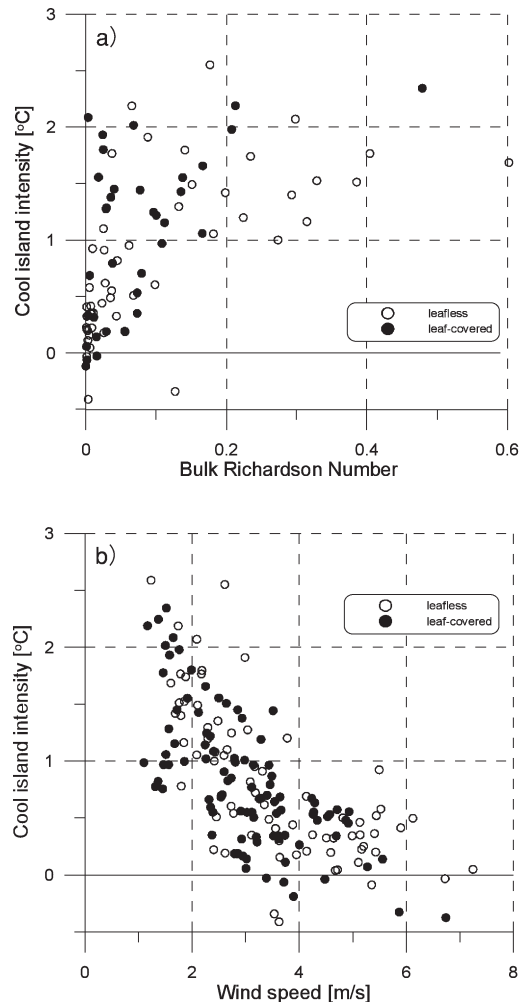 3
a)
2
1
0
Cool island intensity [°C]
leafless
leaf-covered
0 0.2 0.4 0.6
Bulk Richardson Number
3
b)
2
1
0
Cool island intensity [°C]
leafless
leaf-covered
0 2 4 6 8
Wind speed [m/s]